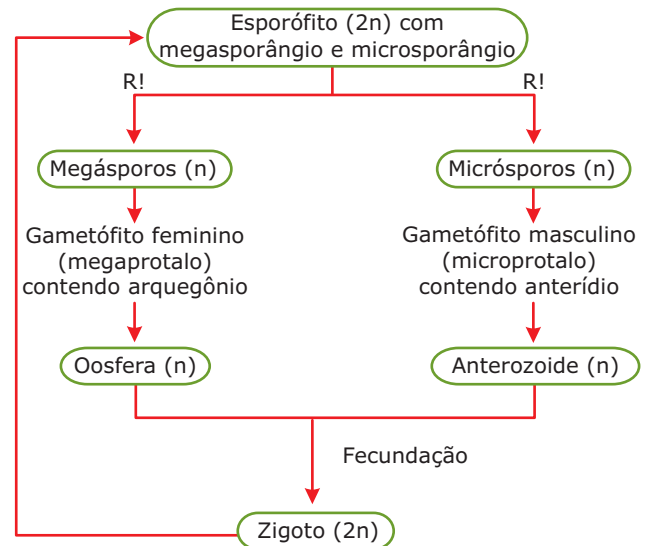 Esporófito (2n) com
megasporângio e microsporângio
R!
R!
Megásporos (n)
Micrósporos (n)
Gametófito feminino
(megaprotalo)
contendo arquegônio
Gametófito masculino
(microprotalo)
contendo anterídio
Oosfera (n)
Anterozoide (n)
Fecundação
Zigoto (2n)